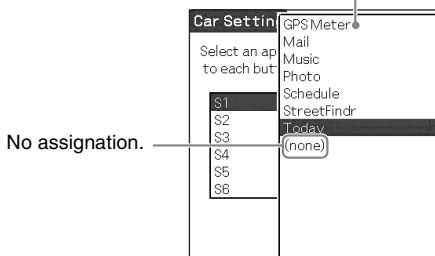 Car Settin
Select an ap
to each but
S1
S2
S3
S4
S5
S6
GPS Meter
Mail
Music
Photo
Schedule
StreetFindr
Today
(none)
No assignation.